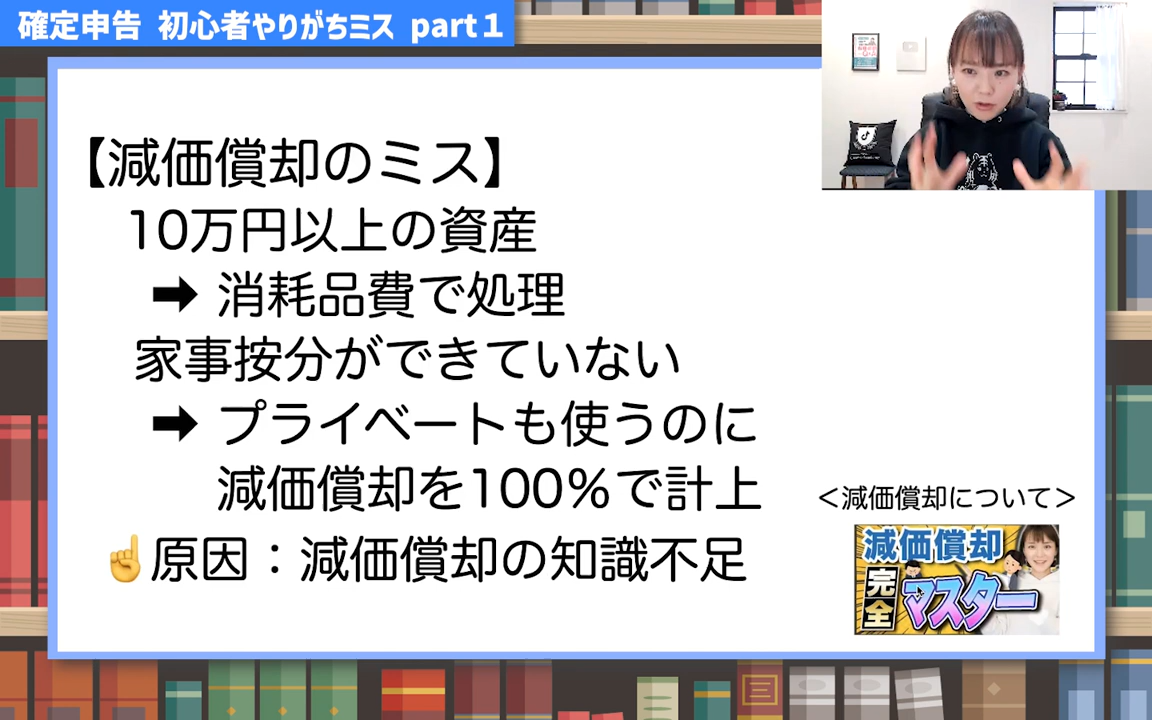 確定申告 初心者やりがちミス part1
【減価償却のミス】
10万円以上の資産
➡ 消耗品費で処理
家事按分ができていない
➡ プライベートも使うのに
減価償却を100%で計上
☝原因：減価償却の知識不足
＜減価償却について＞
減価償却
完全
マスター